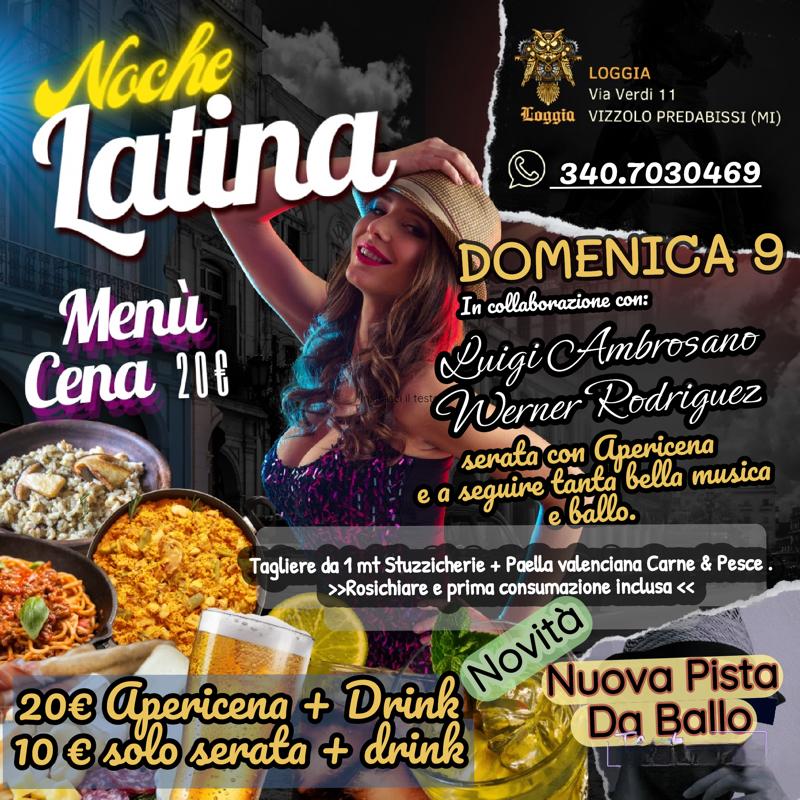 Noche
Latina
Loggia
LOGGIA
Via Verdi 11
VIZZOLO PREDABISSI (MI)
340.7030469
DOMENICA 9
In collaborazione con:
Luigi Ambrosano
Werner Rodriguez
Menù
Cena 20€
serata con Apericena
e a seguire tanta bella musica
e ballo.
Tagliere da 1 mt Stuzzicherie + Paella valenciana Carne & Pesce .
>>Rosichiare e prima consumazione inclusa <<
Novità
Nuova Pista
Da Ballo
20€ Apericena + Drink
10 € solo serata + drink